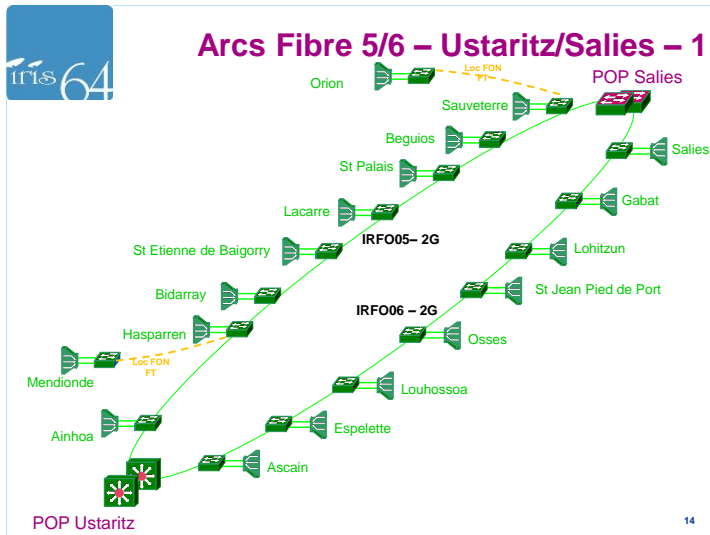 iris 64
Arcs Fibre 5/6 – Ustaritz/Salies – 1
Loc FON
FT
Orion
POP Salies
Sauveterre
Beguios
Salies
St Palais
Gabat
Lacarre
IRFO05– 2G
St Etienne de Baigorry
Lohitzun
Bidarray
St Jean Pied de Port
IRFO06 – 2G
Hasparren
Osses
Loc FON
FT
Mendionde
Louhossoa
Espelette
Ainhoa
Ascain
POP Ustaritz
14